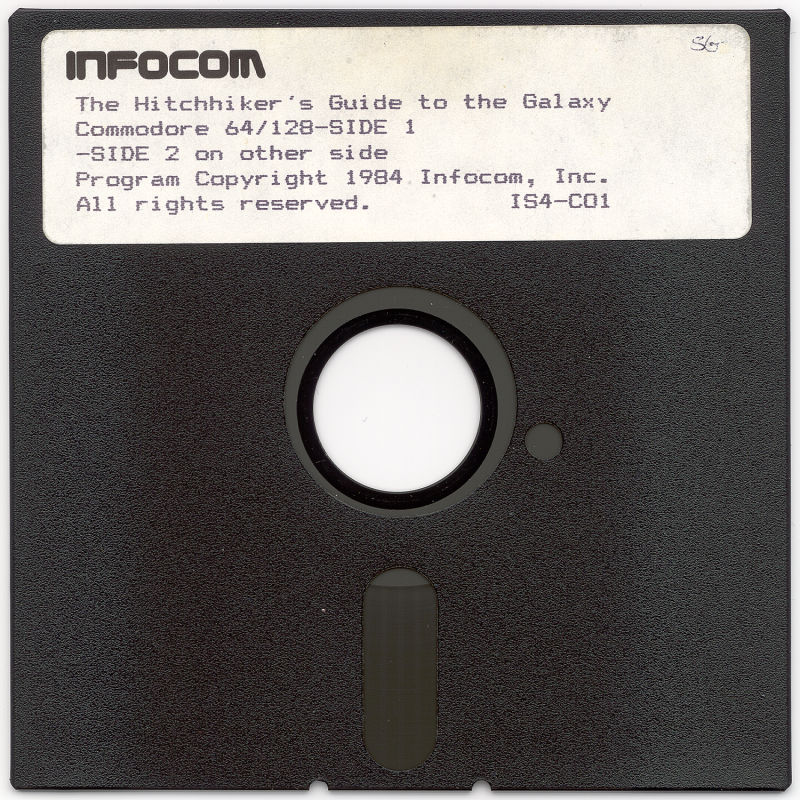 INFOCOM
The Hitchhiker's Guide to the Galaxy
Commodore 64/128-SIDE 1
-SIDE 2 on other side
Program Copyright 1984 Infocom, Inc.
All rights reserved. IS4-C01